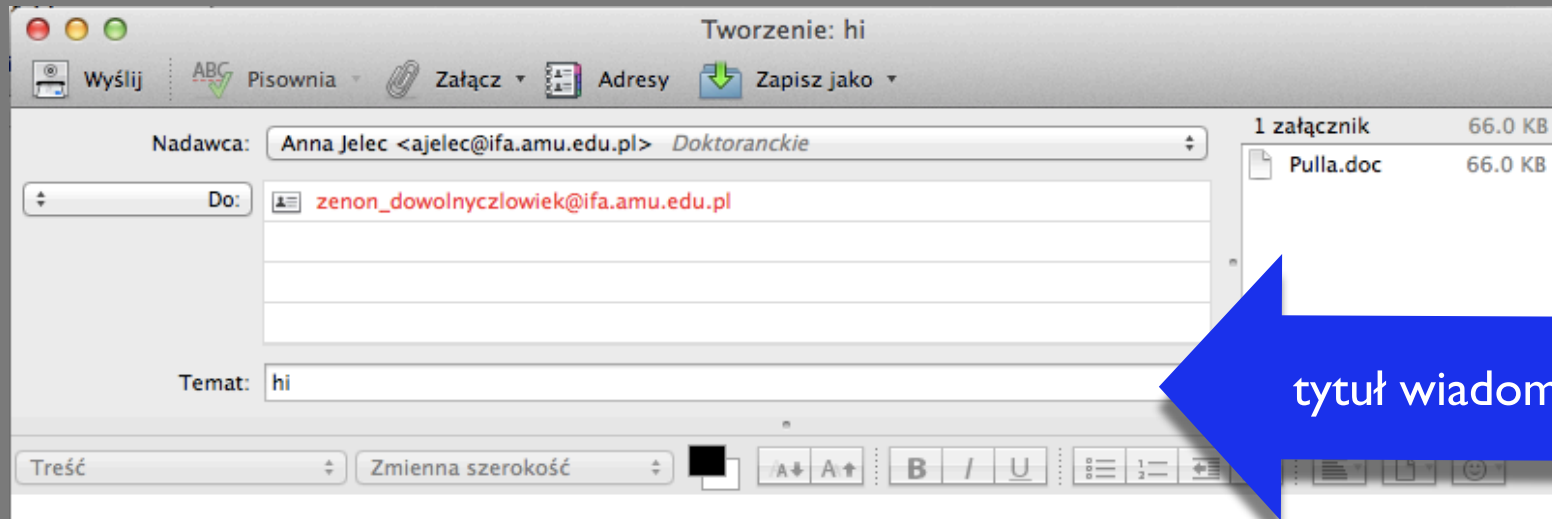 Tworzenie: hi
Wyślij ABC Pisownia Załącz Adresy Zapisz jako
Nadawca: Anna Jelec <ajelec@ifa.amu.edu.pl> Doktoranckie
1 załącznik 66.0 KB
Pulla.doc 66.0 KB
Do: zenon_dowolnyczlowiek@ifa.amu.edu.pl
Temat: hi
tytuł wiadom
Treść Zmienna szerokość A A B I U